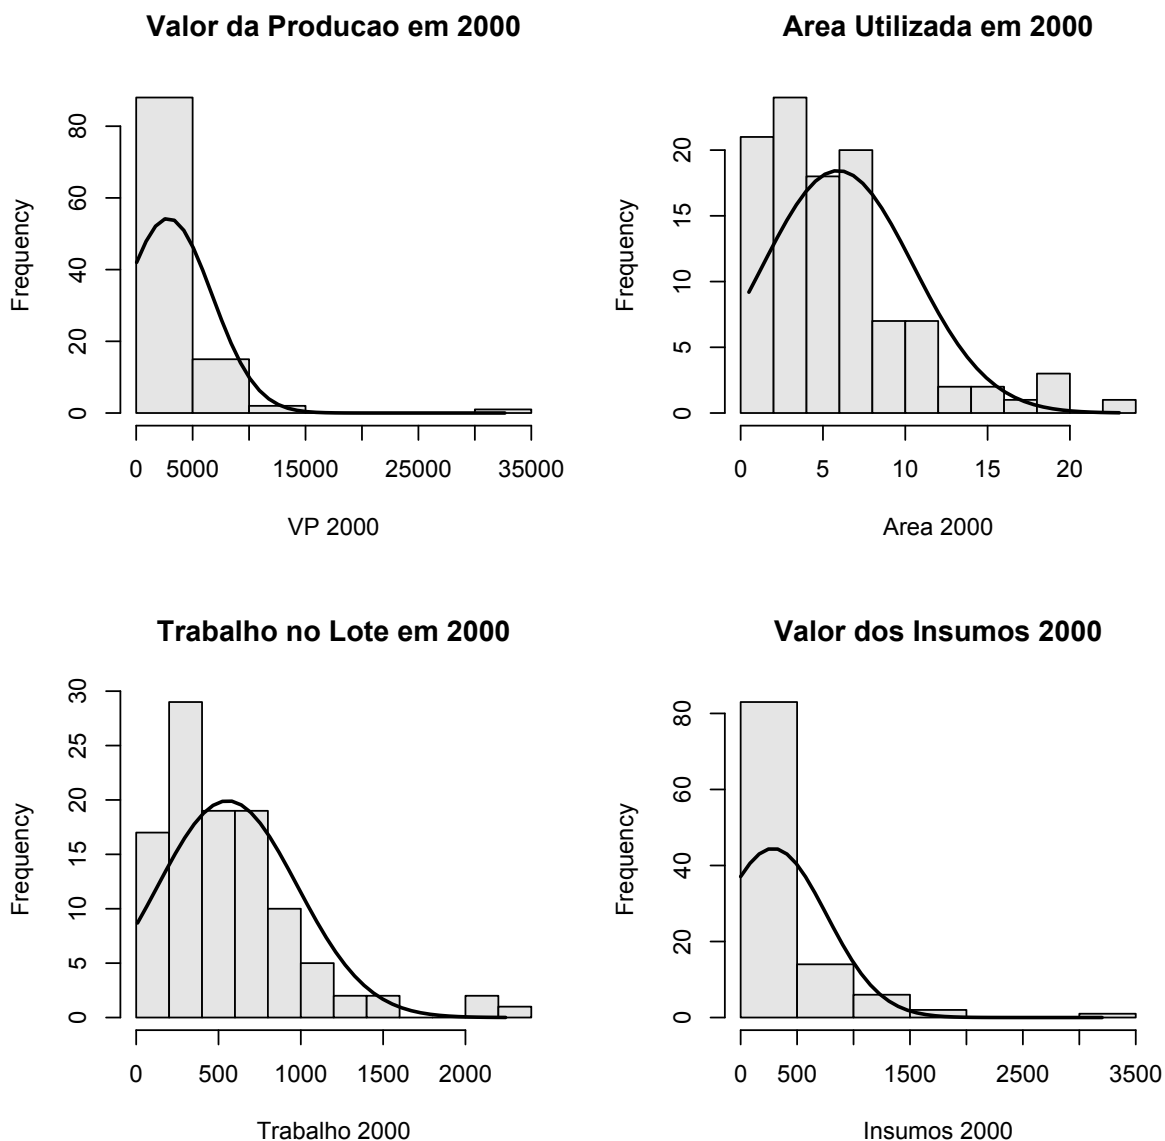 Valor da Producao em 2000
Frequency
0 20 40 60 80
0 5000 15000 25000 35000
VP 2000
Area Utilizada em 2000
Frequency
0 5 10 15 20
0 5 10 15 20
Area 2000
Trabalho no Lote em 2000
Frequency
0 5 10 15 20 25 30
0 500 1000 1500 2000
Trabalho 2000
Valor dos Insumos 2000
Frequency
0 20 40 60 80
0 500 1500 2500 3500
Insumos 2000